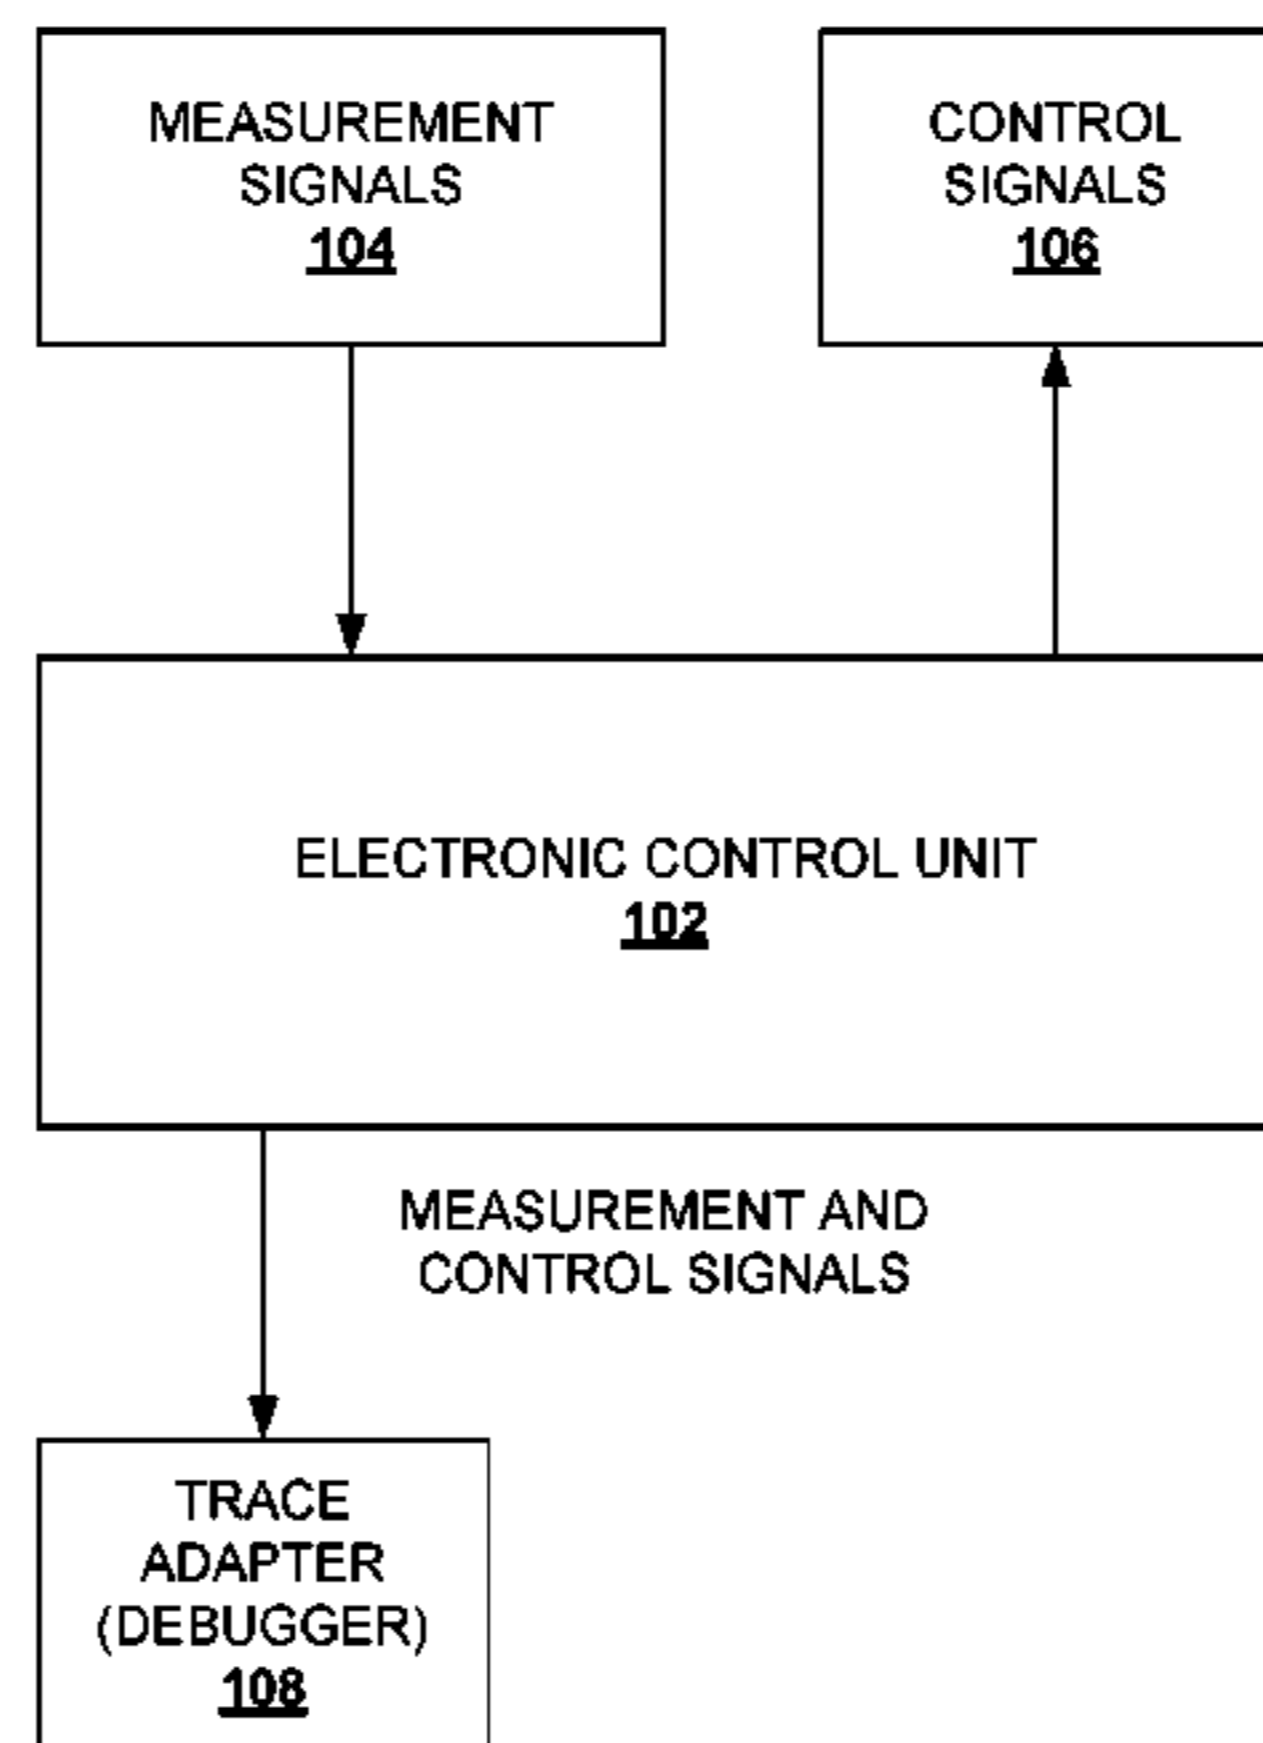 MEASUREMENT
SIGNALS
104
CONTROL
SIGNALS
106
ELECTRONIC CONTROL UNIT
102
MEASUREMENT AND
CONTROL SIGNALS
TRACE
ADAPTER
(DEBUGGER)
108